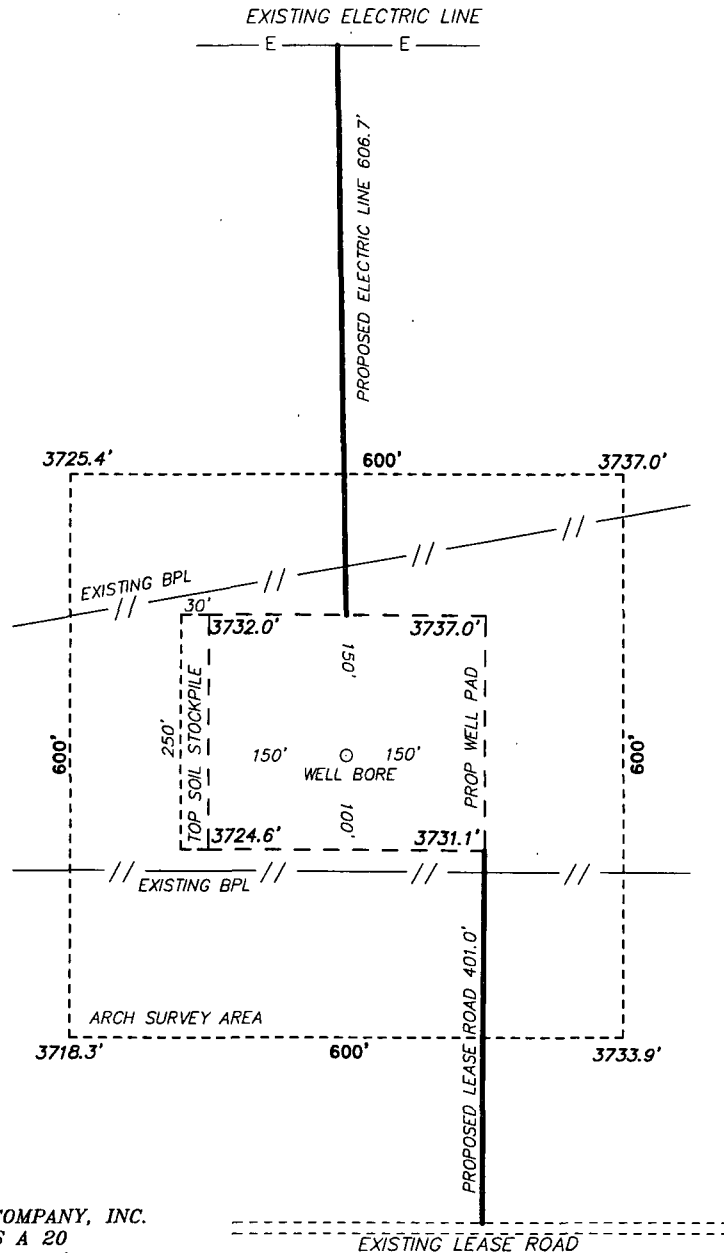 EXISTING ELECTRIC LINE
E E
PROPOSED ELECTRIC LINE 606.7'
3725.4' 600' 3737.0'
EXISTING BPL
30'
3732.0' 3737.0'
150'
250'
TOP SOIL STOCKPILE
PROP WELL PAD
600' 600'
150' 150'
WELL BORE
100'
3724.6' 3731.1'
EXISTING BPL
PROPOSED LEASE ROAD 401.0'
ARCH SURVEY AREA
3718.3' 600' 3733.9'
COMPANY, INC.
A 20
EXISTING LEASE ROAD